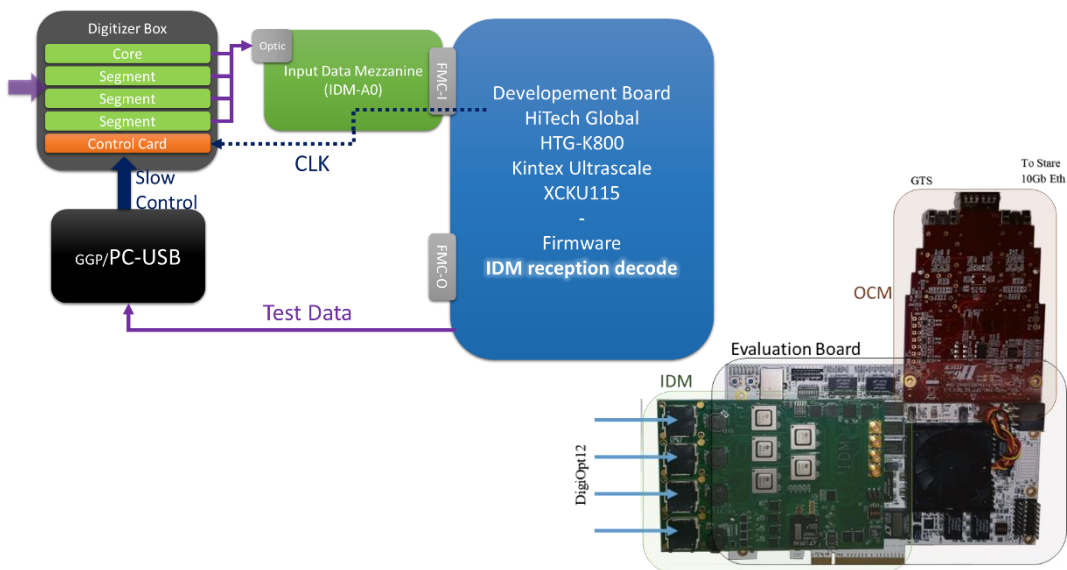 Digitizer Box
Core
Segment
Segment
Segment
Control Card
Optic
Input Data Mezzanine
(IDM-A0)
FMC-I
Developement Board
HiTech Global
HTG-K800
Kintex Ultrascale
XCKU115
-
Firmware
IDM reception decode
CLK
Slow
Control
GGP/PC-USB
FMC-O
Test Data
To Stare
10Gb Eth
GTS
OCM
Evaluation Board
IDM
DigiOpt12
IDM